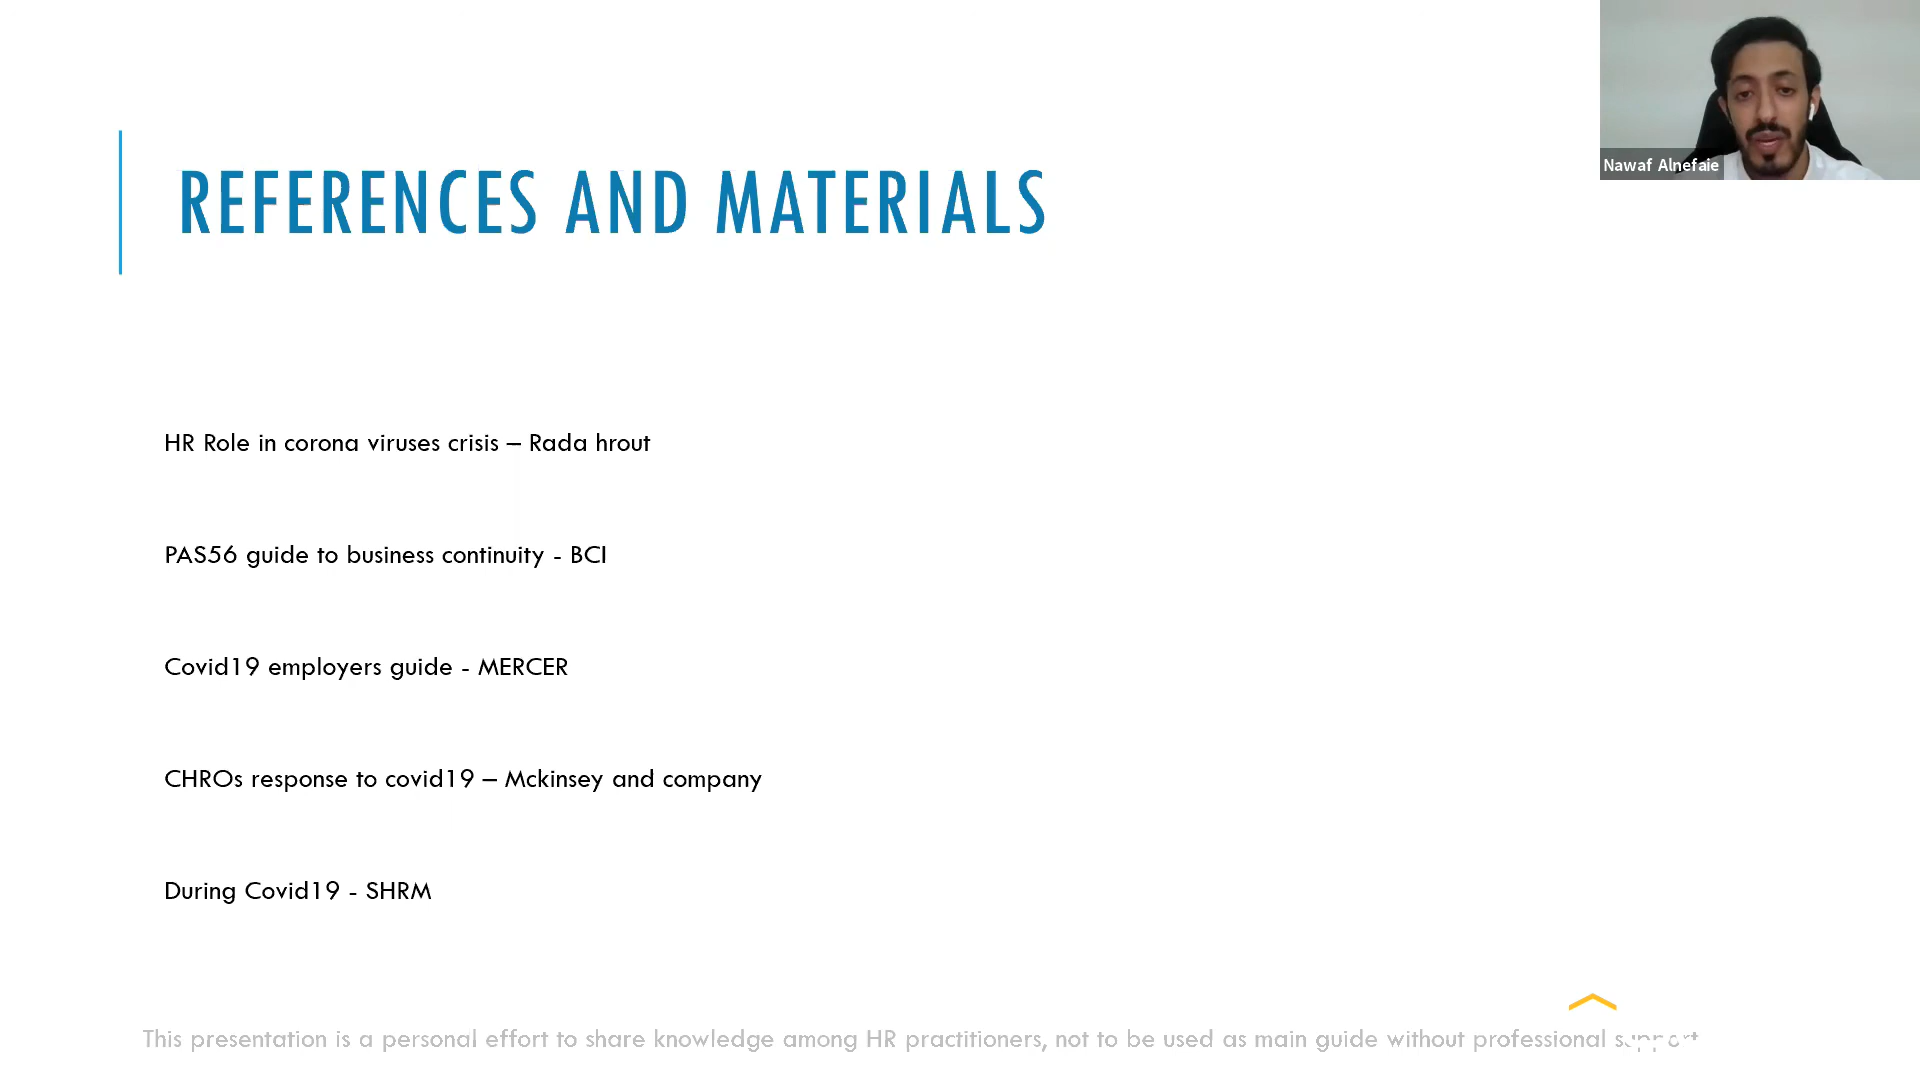 Nawaf Alnefaie
REFERENCES AND MATERIALS
HR Role in corona viruses crisis – Rada hrout
PAS56 guide to business continuity - BCI
Covid19 employers guide - MERCER
CHROs response to covid19 – Mckinsey and company
During Covid19 - SHRM
This presentation is a personal effort to share knowledge among HR practitioners, not to be used as main guide without professional support